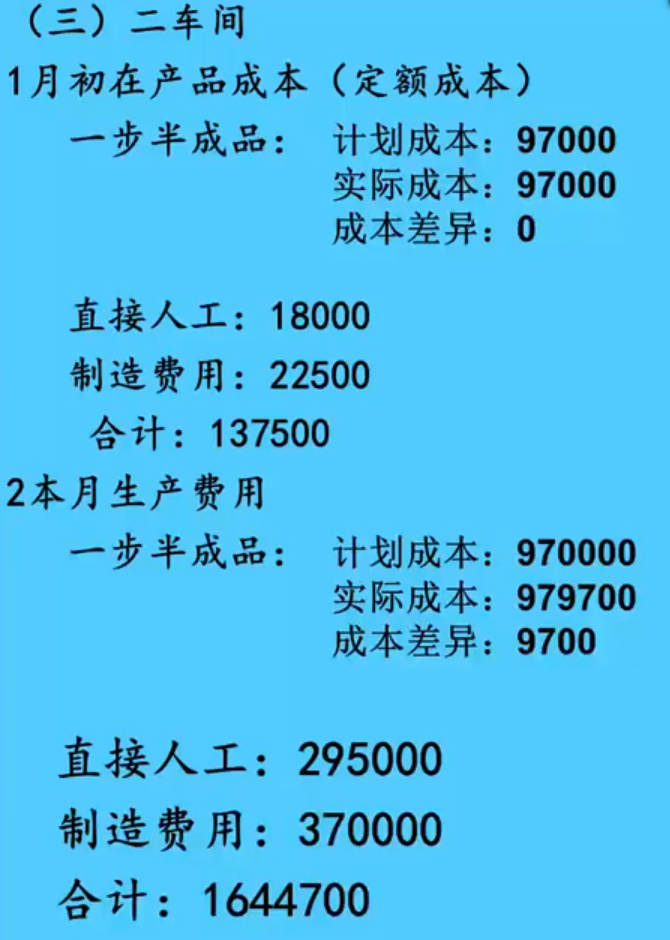 （三）二车间
1月初在产品成本（定额成本）
一步半成品： 计划成本：97000
实际成本：97000
成本差异：0
直接人工：18000
制造费用：22500
合计：137500
2本月生产费用
一步半成品： 计划成本：970000
实际成本：979700
成本差异：9700
直接人工：295000
制造费用：370000
合计：1644700